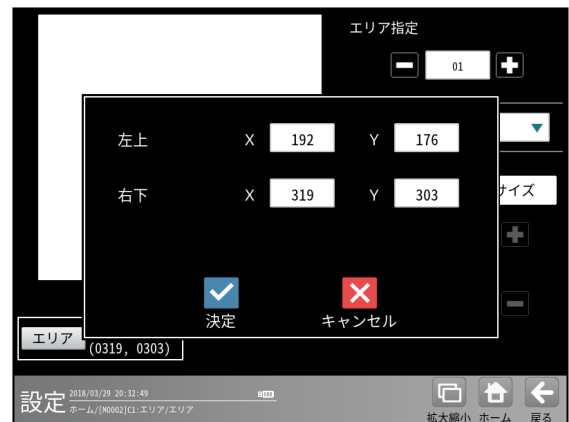 エリア指定
01
左上 X 192 Y 176
右下 X 319 Y 303
サイズ
決定 キャンセル
エリア
(0319, 0303)
設定
2018/03/29 20:32:49
ホーム/[M0002]C1:エリア/エリア
拡大縮小 ホーム 戻る